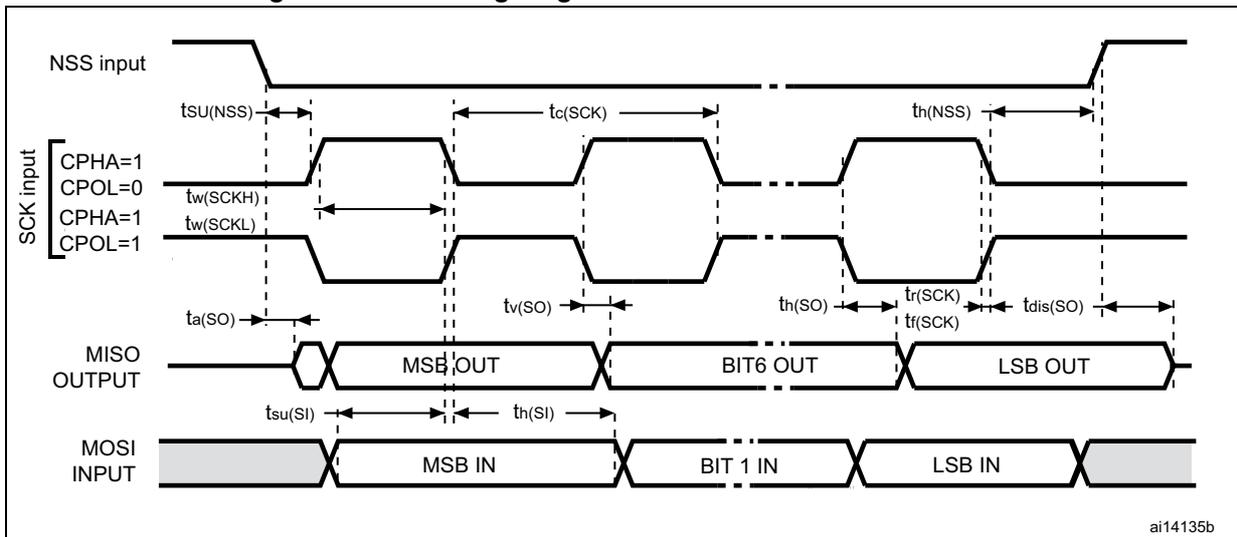 NSS input
tSU(NSS)
tc(SCK)
th(NSS)
SCK input
CPHA=1
CPOL=0
tw(SCKH)
CPHA=1
tw(SCKL)
CPOL=1
ta(SO)
tv(SO)
th(SO)
tr(SCK)
tf(SCK)
tdis(SO)
MISO
OUTPUT
MSB OUT
BIT6 OUT
LSB OUT
tsu(SI)
th(SI)
MOSI
INPUT
MSB IN
BIT 1 IN
LSB IN
ai14135b